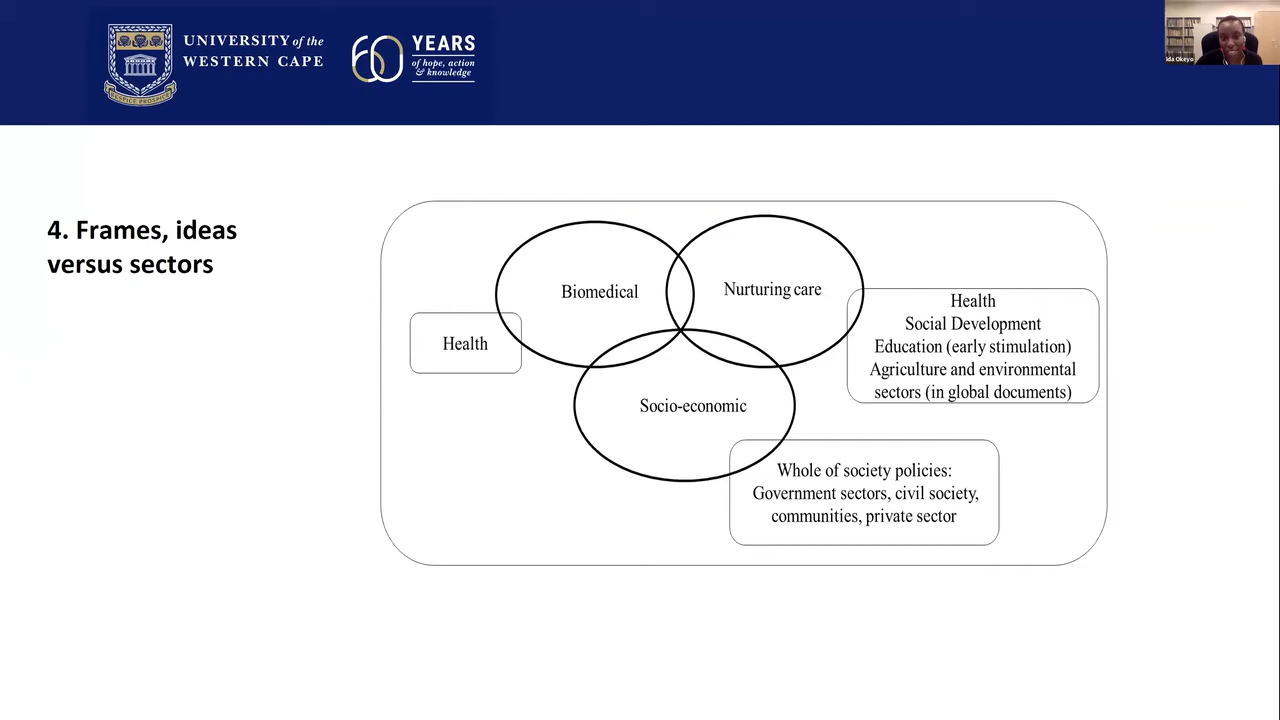 UNIVERSITY of the
WESTERN CAPE
60 YEARS
of hope, action
& knowledge
Ida Okeyo
4. Frames, ideas
versus sectors
Biomedical
Nurturing care
Health
Health
Social Development
Education (early stimulation)
Agriculture and environmental
sectors (in global documents)
Socio-economic
Whole of society policies:
Government sectors, civil society,
communities, private sector